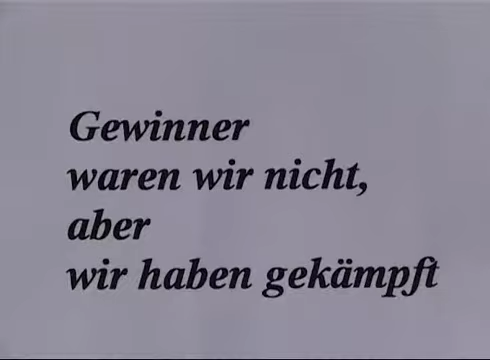 Gewinner
waren wir nicht,
aber
wir haben gekämpft